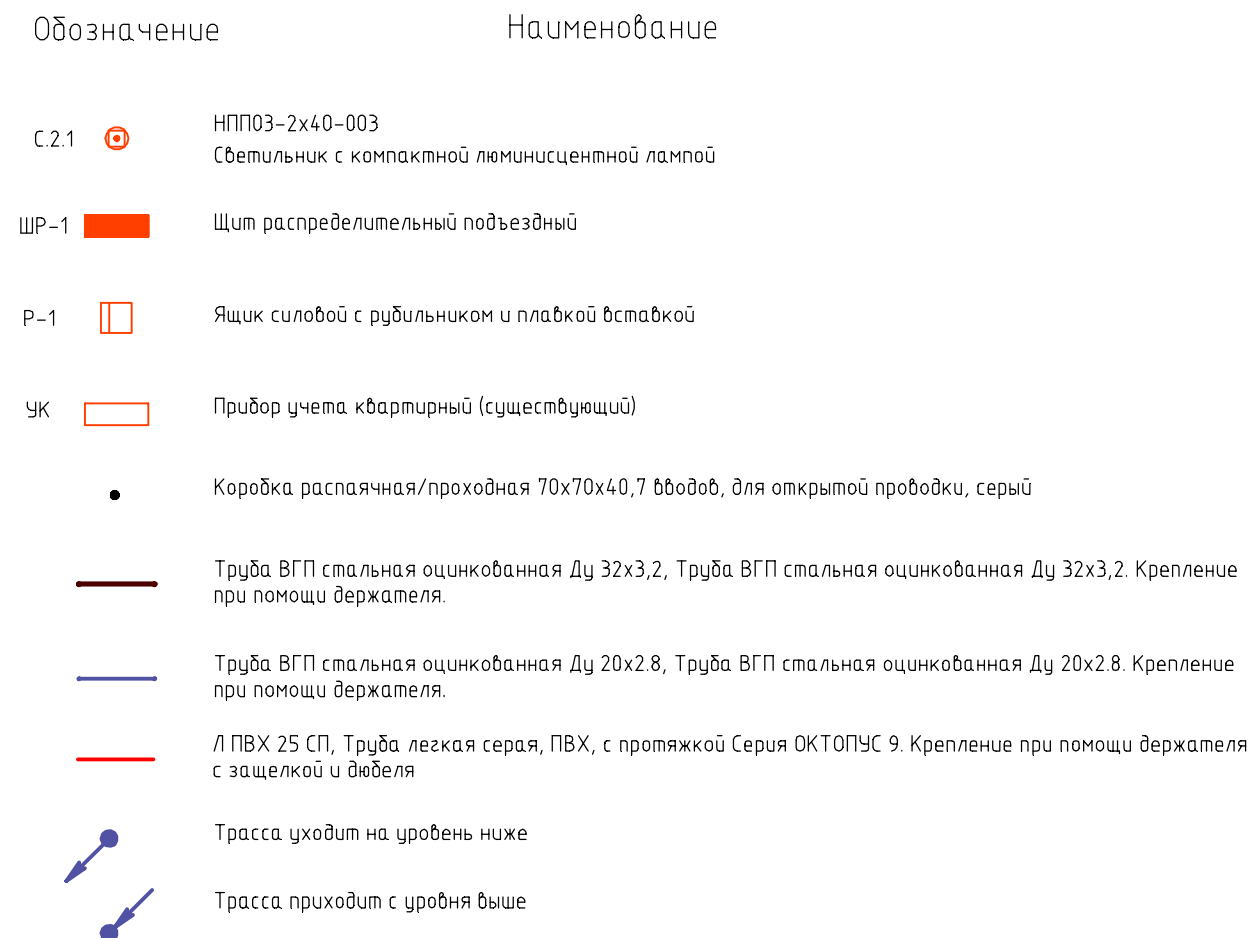 Обозначение Наименование
НПП03-2х40-003
С.2.1
Светильник с компактной люминисцентной лампой
ШР-1 Щит распределительный подъездный
Р-1 Ящик силовой с рубильником и плавкой вставкой
УК Прибор учета квартирный (существующий)
Коробка распаячная/проходная 70х70х40,7 вводов, для открытой проводки, серый
Труба ВГП стальная оцинкованная Ду 32х3,2, Труба ВГП стальная оцинкованная Ду 32х3,2. Крепление
при помощи держателя.
Труба ВГП стальная оцинкованная Ду 20х2.8, Труба ВГП стальная оцинкованная Ду 20х2.8. Крепление
при помощи держателя.
Л ПВХ 25 СП, Труба легкая серая, ПВХ, с протяжкой Серия ОКТОПУС 9. Крепление при помощи держателя
с защелкой и дюбеля
Трасса уходит на уровень ниже
Трасса приходит с уровня выше